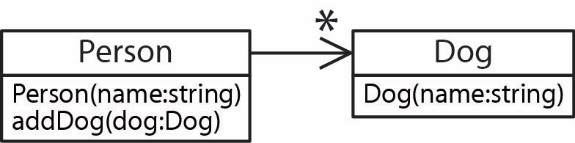 Person
Person(name:string)
addDog(dog:Dog)
*
Dog
Dog(name:string)